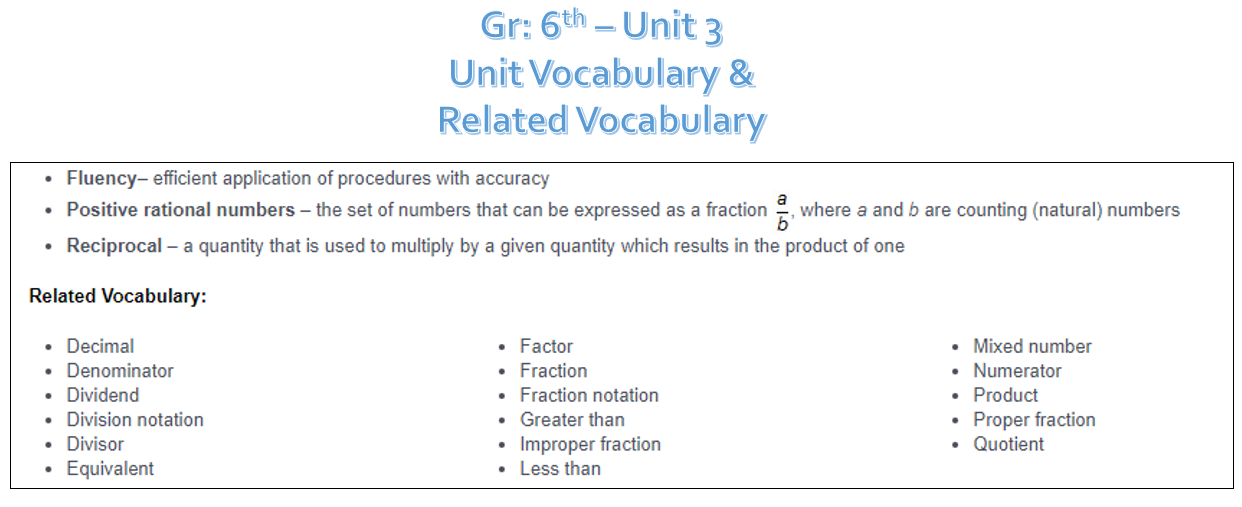 Gr: 6th – Unit 3
Unit Vocabulary &
Related Vocabulary
• Fluency– efficient application of procedures with accuracy
• Positive rational numbers – the set of numbers that can be expressed as a fraction a/b, where a and b are counting (natural) numbers
• Reciprocal – a quantity that is used to multiply by a given quantity which results in the product of one
Related Vocabulary:
• Decimal
• Denominator
• Dividend
• Division notation
• Divisor
• Equivalent
• Factor
• Fraction
• Fraction notation
• Greater than
• Improper fraction
• Less than
• Mixed number
• Numerator
• Product
• Proper fraction
• Quotient